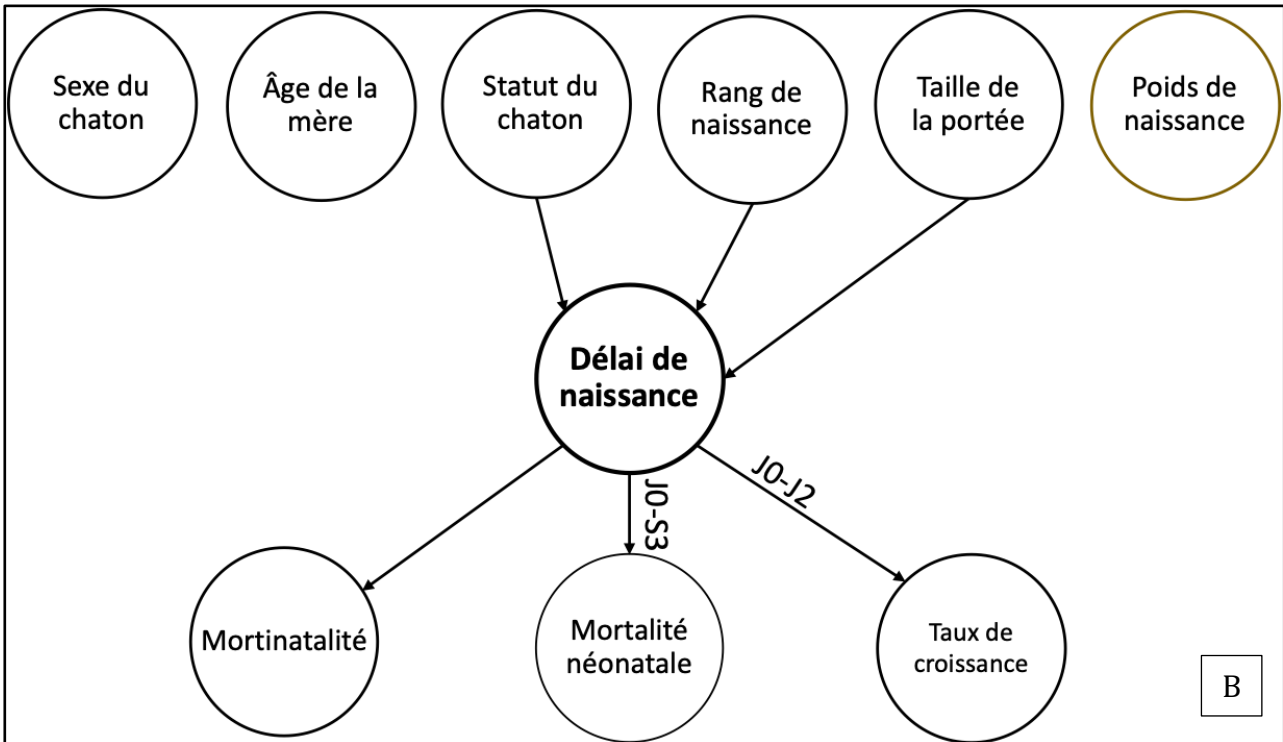 Sexe du
chaton
Âge de la
mère
Statut du
chaton
Rang de
naissance
Taille de
la portée
Poids de
naissance
Délai de
naissance
J0-S3
J0-J2
Mortinatalité
Mortalité
néonatale
Taux de
croissance
B